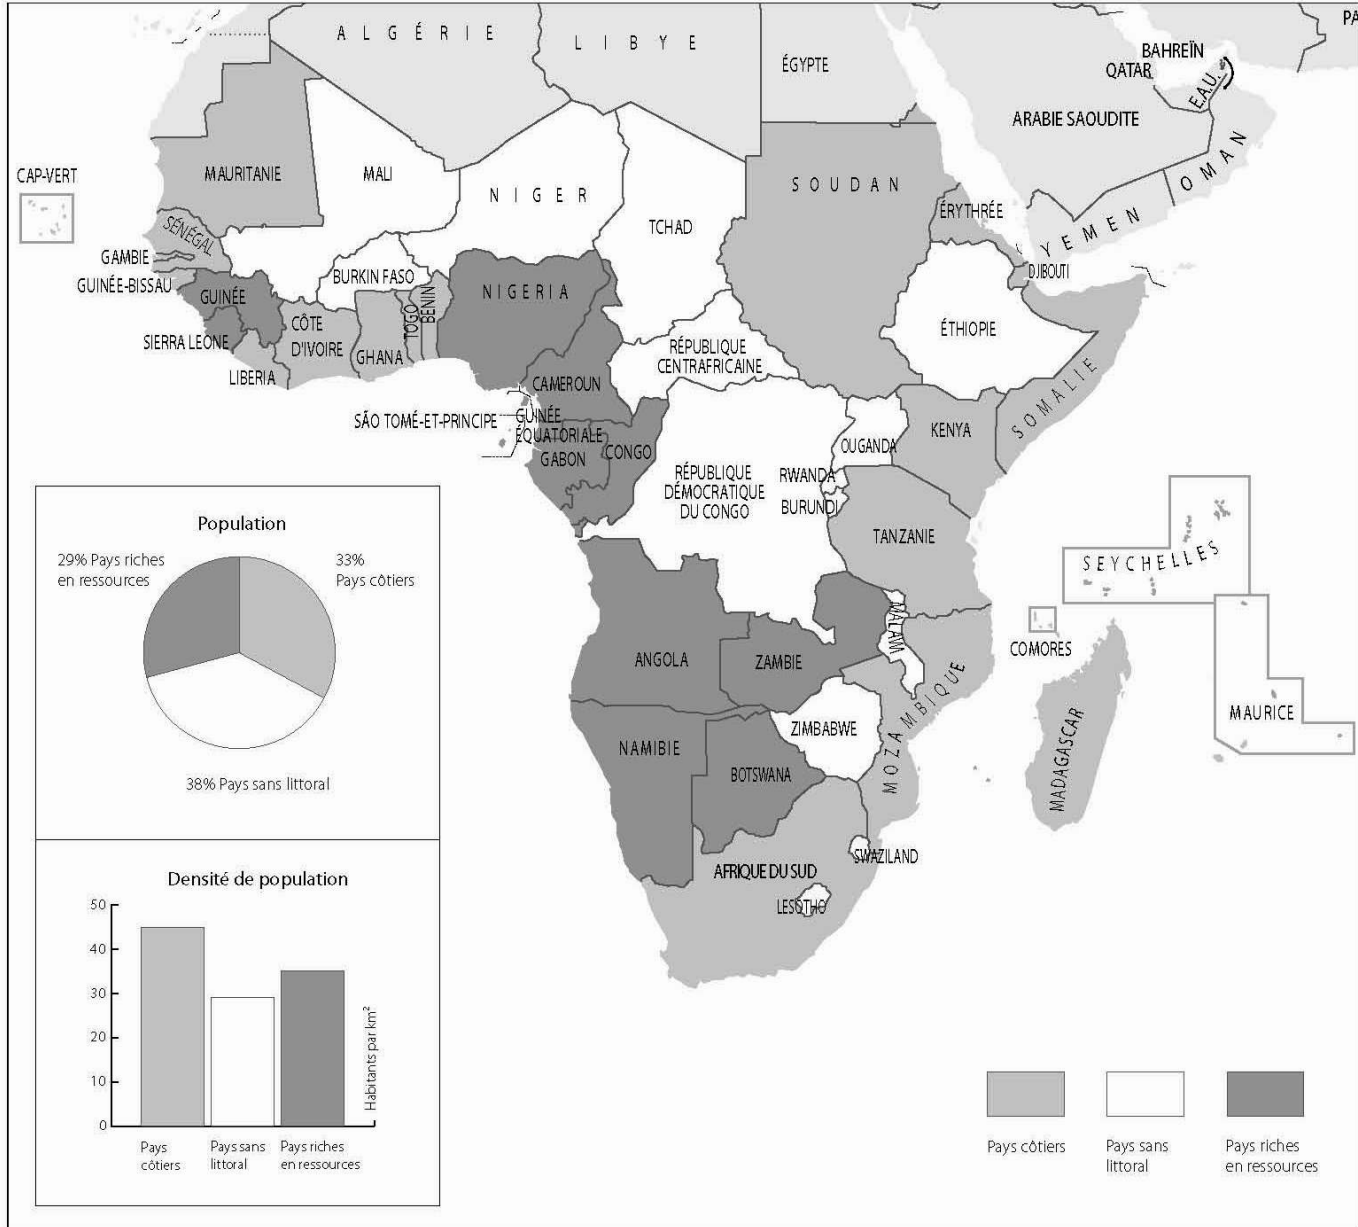 ALGÉRIE
LIBYE
ÉGYPTE
BAHREÏN
QATAR
E.A.U.
ARABIE SAOUDITE
OMAN
YEMEN
CAP-VERT
MAURITANIE
MALI
NIGER
TCHAD
SOUDAN
ÉRYTHRÉE
DJIBOUTI
SÉNÉGAL
GAMBIE
GUINÉE-BISSAU
GUINÉE
SIERRA LEONE
LIBERIA
CÔTE
D'IVOIRE
BURKIN FASO
GHANA
TOGO
BENIN
NIGERIA
CAMEROUN
RÉPUBLIQUE
CENTRAFRICAINE
ÉTHIOPIE
SOMALIE
SÃO TOMÉ-ET-PRINCIPE
GUINÉE
ÉQUATORIALE
GABON
CONGO
RÉPUBLIQUE
DÉMOCRATIQUE
DU CONGO
OUGANDA
KENYA
RWANDA
BURUNDI
TANZANIE
SEYCHELLES
COMORES
MAURICE
MADAGASCAR
ANGOLA
ZAMBIE
MALAWI
MOZAMBIQUE
ZIMBABWE
NAMIBIE
BOTSWANA
SWAZILAND
AFRIQUE DU SUD
LESOTHO
Population
29% Pays riches
en ressources
33%
Pays côtiers
38% Pays sans littoral
Densité de population
50
40
30
20
10
0
Habitants par km²
Pays
côtiers
Pays sans
littoral
Pays riches
en ressources
Pays côtiers
Pays sans
littoral
Pays riches
en ressources